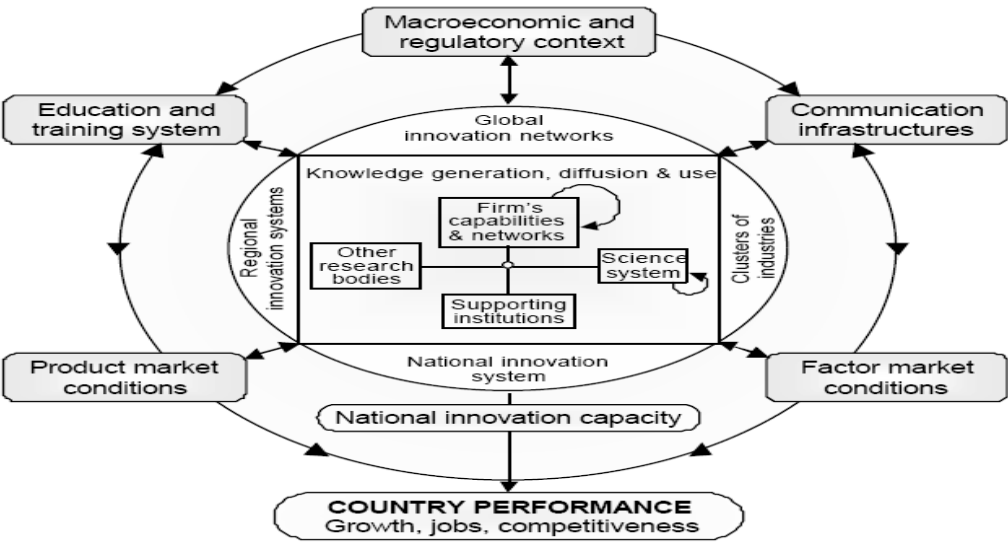 Macroeconomic and
regulatory context
Education and
training system
Communication
infrastructures
Global
innovation networks
Knowledge generation, diffusion & use
Regional
innovation systems
Firm's
capabilities
& networks
Other
research
bodies
Science
system
Supporting
institutions
Clusters of
industries
Product market
conditions
National innovation
system
Factor market
conditions
National innovation capacity
COUNTRY PERFORMANCE
Growth, jobs, competitiveness